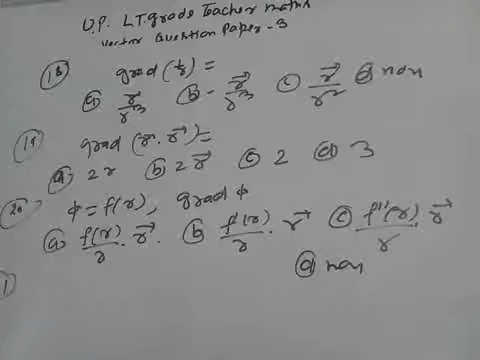 U.P. L.T. grade Teacher maths
Vector Question Paper - 3
(18) grad (1/r) =
(a) r⃗/r³ (b) - r⃗/r³ (c) r⃗/r² (d) non
(19) grad (r⃗. r⃗) =
(a) 2r (b) 2r⃗ (c) 2 (d) 3
(20) φ = f(r), grad φ
(a) f(r)/r . r⃗. (b) f'(r)/r . r⃗ (c) f''(r)/r . r⃗
(d) non